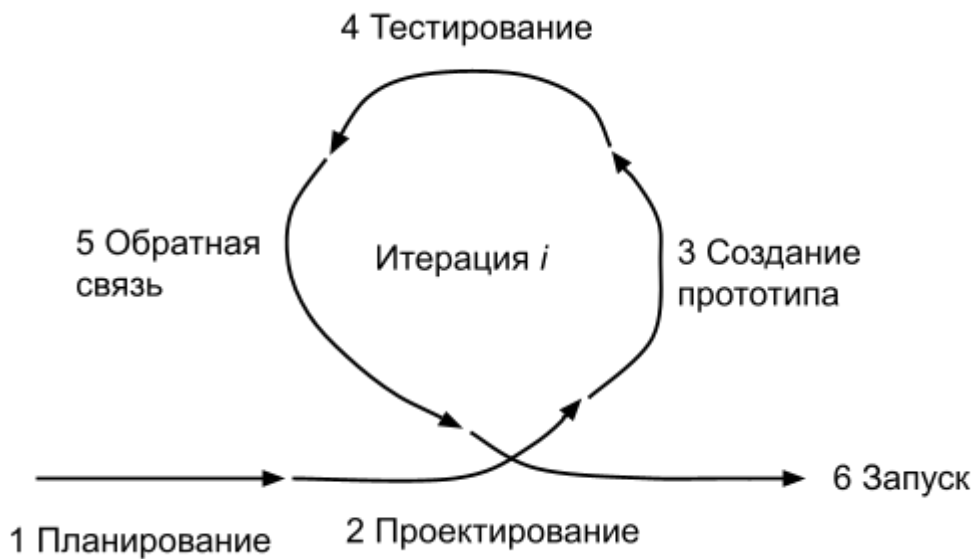 4 Тестирование
5 Обратная
связь
Итерация i
3 Создание
прототипа
6 Запуск
1 Планирование
2 Проектирование